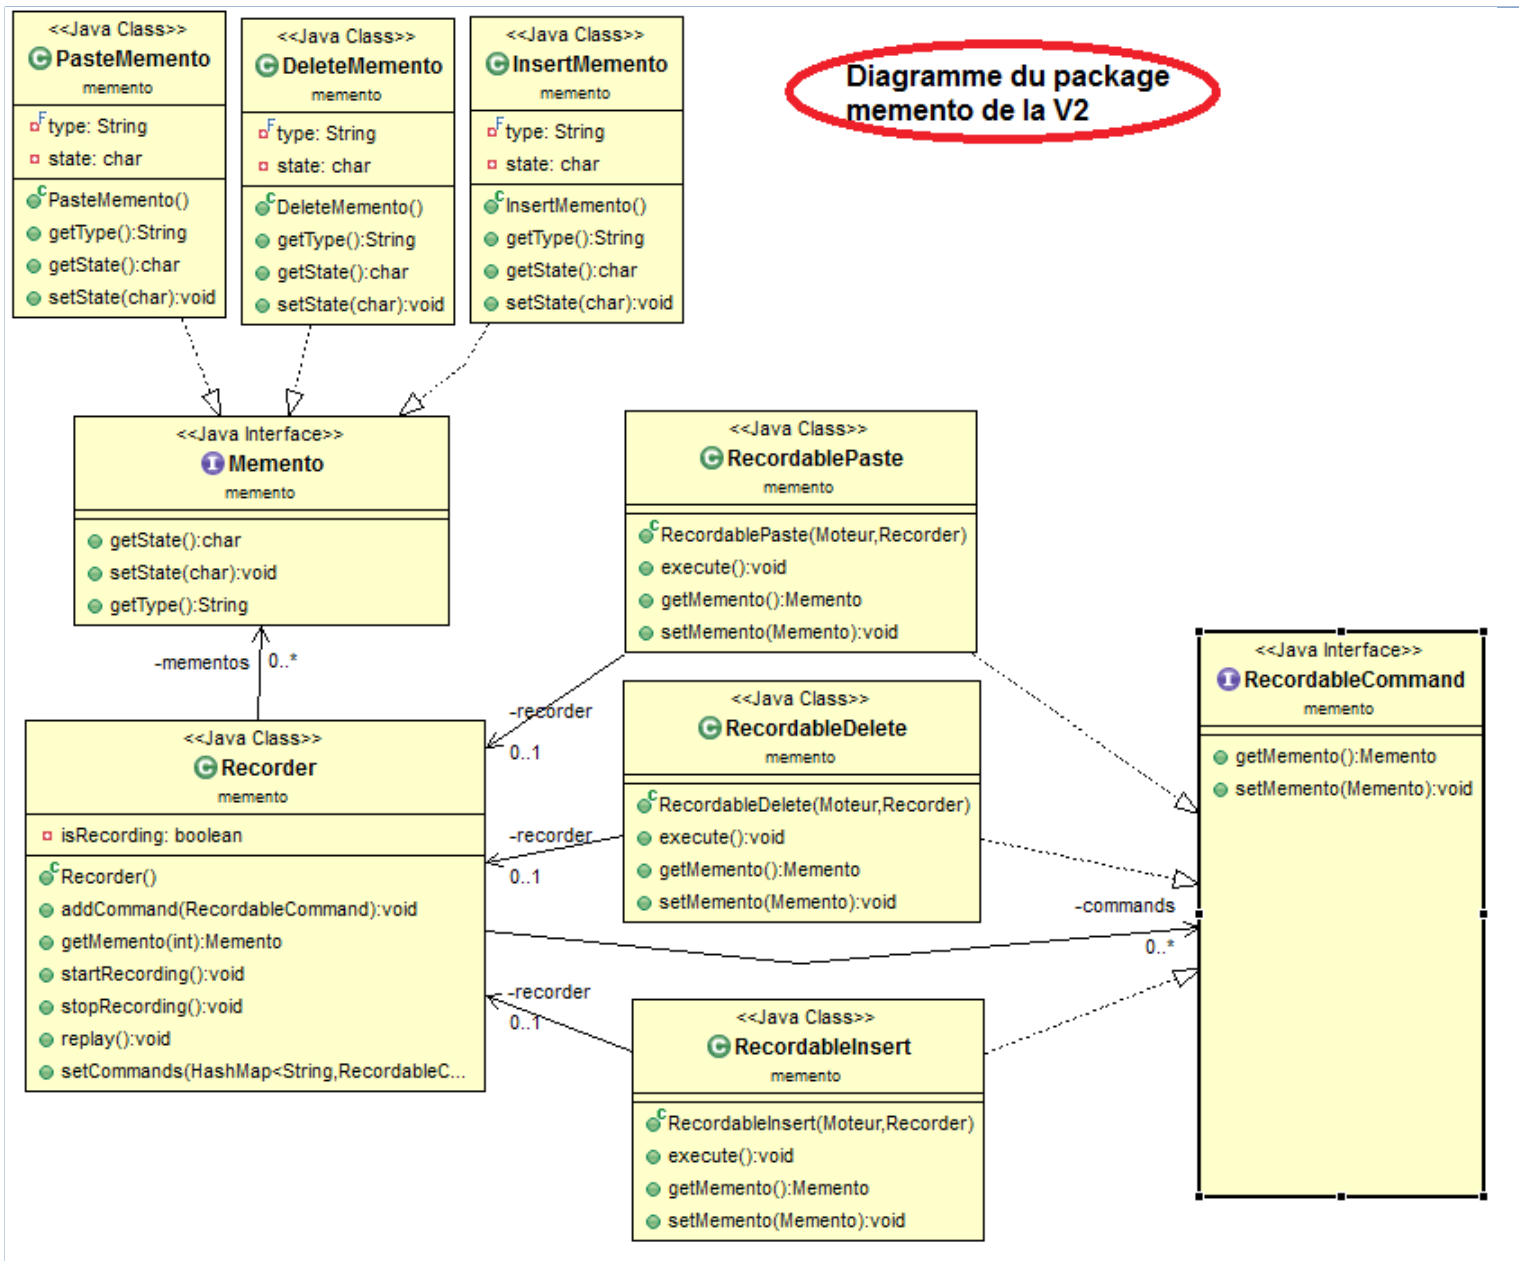 <<Java Class>>
PasteMemento
memento
type: String
state: char
PasteMemento()
getType():String
getState():char
setState(char):void
<<Java Class>>
DeleteMemento
memento
type: String
state: char
DeleteMemento()
getType():String
getState():char
setState(char):void
<<Java Class>>
InsertMemento
memento
type: String
state: char
InsertMemento()
getType():String
getState():char
setState(char):void
Diagramme du package
memento de la V2
<<Java Interface>>
Memento
memento
getState():char
setState(char):void
getType():String
-mementos
0..*
<<Java Class>>
Recorder
memento
isRecording: boolean
Recorder()
addCommand(RecordableCommand):void
getMemento(int):Memento
startRecording():void
stopRecording():void
replay():void
setCommands(HashMap<String,RecordableC...
<<Java Class>>
RecordablePaste
memento
RecordablePaste(Moteur,Recorder)
execute():void
getMemento():Memento
setMemento(Memento):void
-recorder
0..1
<<Java Class>>
RecordableDelete
memento
RecordableDelete(Moteur,Recorder)
execute():void
getMemento():Memento
setMemento(Memento):void
-recorder
0..1
-commands
0..*
-recorder
0..1
<<Java Class>>
RecordableInsert
memento
RecordableInsert(Moteur,Recorder)
execute():void
getMemento():Memento
setMemento(Memento):void
<<Java Interface>>
RecordableCommand
memento
getMemento():Memento
setMemento(Memento):void